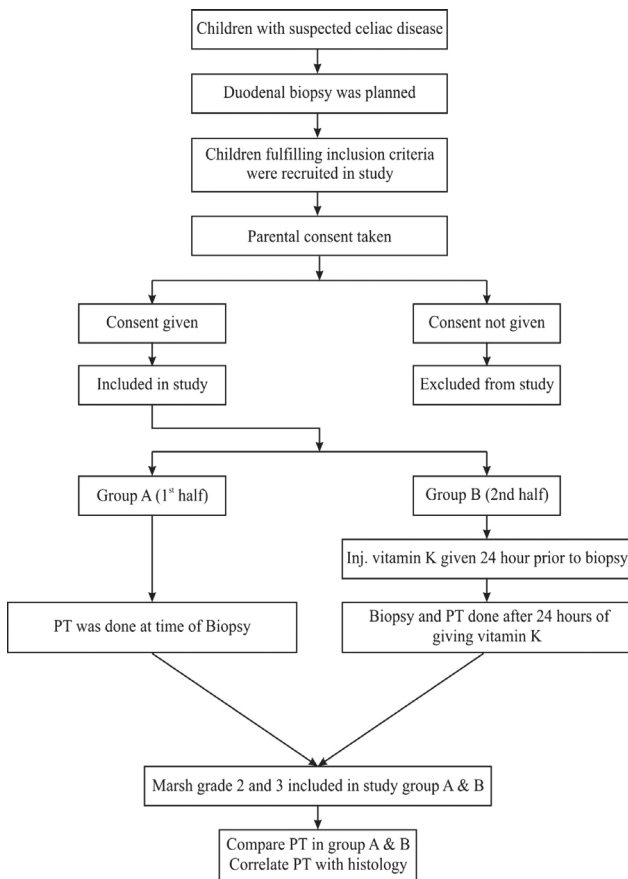 Children with suspected celiac disease
Duodenal biopsy was planned
Children fulfilling inclusion criteria
were recruited in study
Parental consent taken
Consent given
Consent not given
Included in study
Excluded from study
Group A (1st half)
Group B (2nd half)
Inj. vitamin K given 24 hour prior to biopsy
PT was done at time of Biopsy
Biopsy and PT done after 24 hours of
giving vitamin K
Marsh grade 2 and 3 included in study group A & B
Compare PT in group A & B
Correlate PT with histology